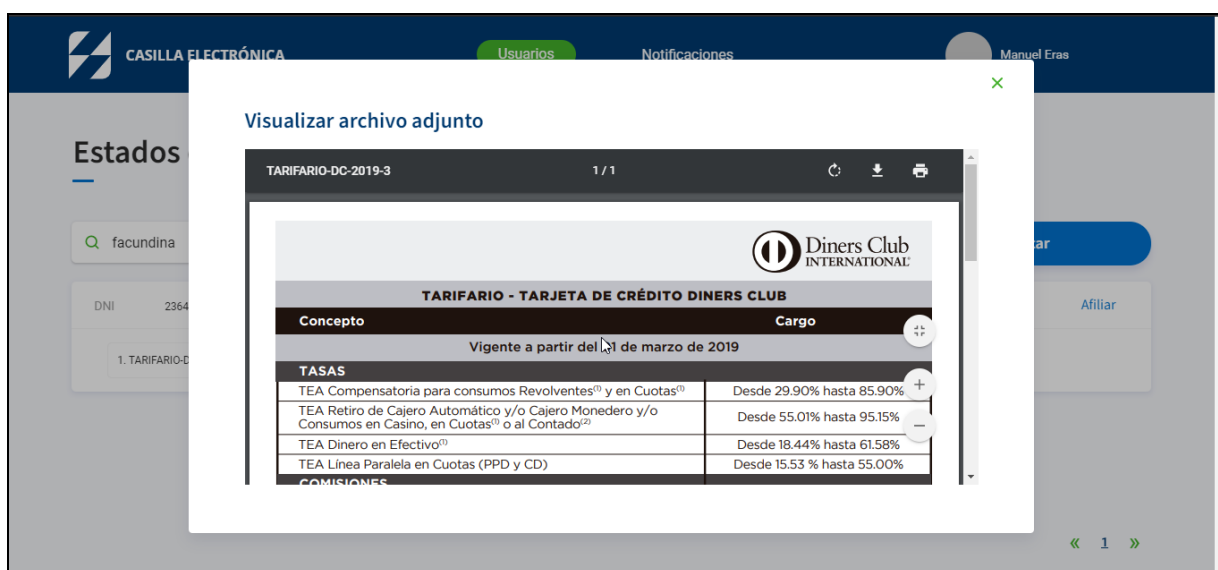 CASILLA ELECTRÓNICA
Usuarios
Notificaciones
Manuel Eras
Visualizar archivo adjunto
Estados
TARIFARIO-DC-2019-3
1 / 1
facundina
Diners Club
INTERNATIONAL®
TARIFARIO - TARJETA DE CRÉDITO DINERS CLUB
DNI 2364
Afiliar
Concepto Cargo
Vigente a partir del 1 de marzo de 2019
1. TARIFARIO-D
TASAS
TEA Compensatoria para consumos Revolventes(1) y en Cuotas(1) Desde 29.90% hasta 85.90%
TEA Retiro de Cajero Automático y/o Cajero Monedero y/o
Consumos en Casino, en Cuotas(1) o al Contado(2) Desde 55.01% hasta 95.15%
TEA Dinero en Efectivo(1) Desde 18.44% hasta 61.58%
TEA Línea Paralela en Cuotas (PPD y CD) Desde 15.53 % hasta 55.00%
COMISIONES
« 1 »